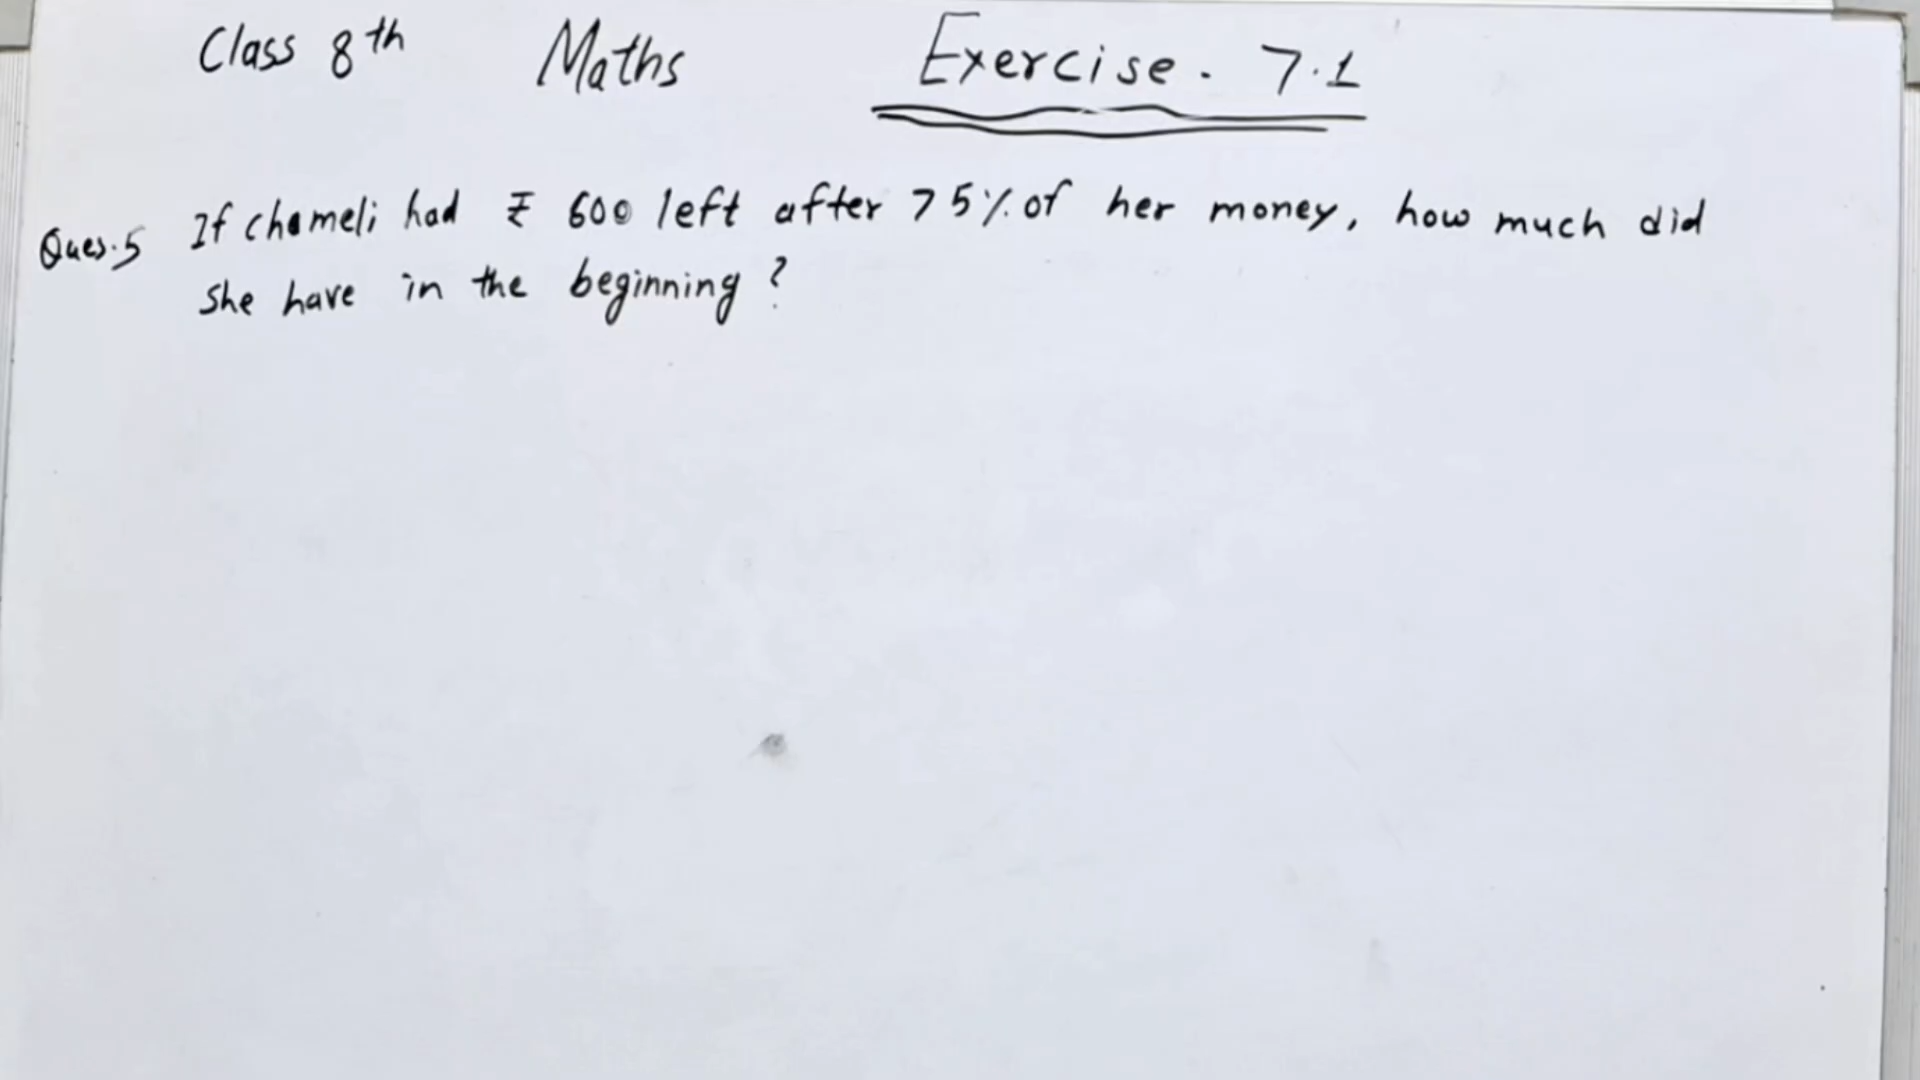 Class 8th Maths Exercise. 7.1
Ques.5 If chameli had ₹ 600 left after 75% of her money, how much did
she have in the beginning?